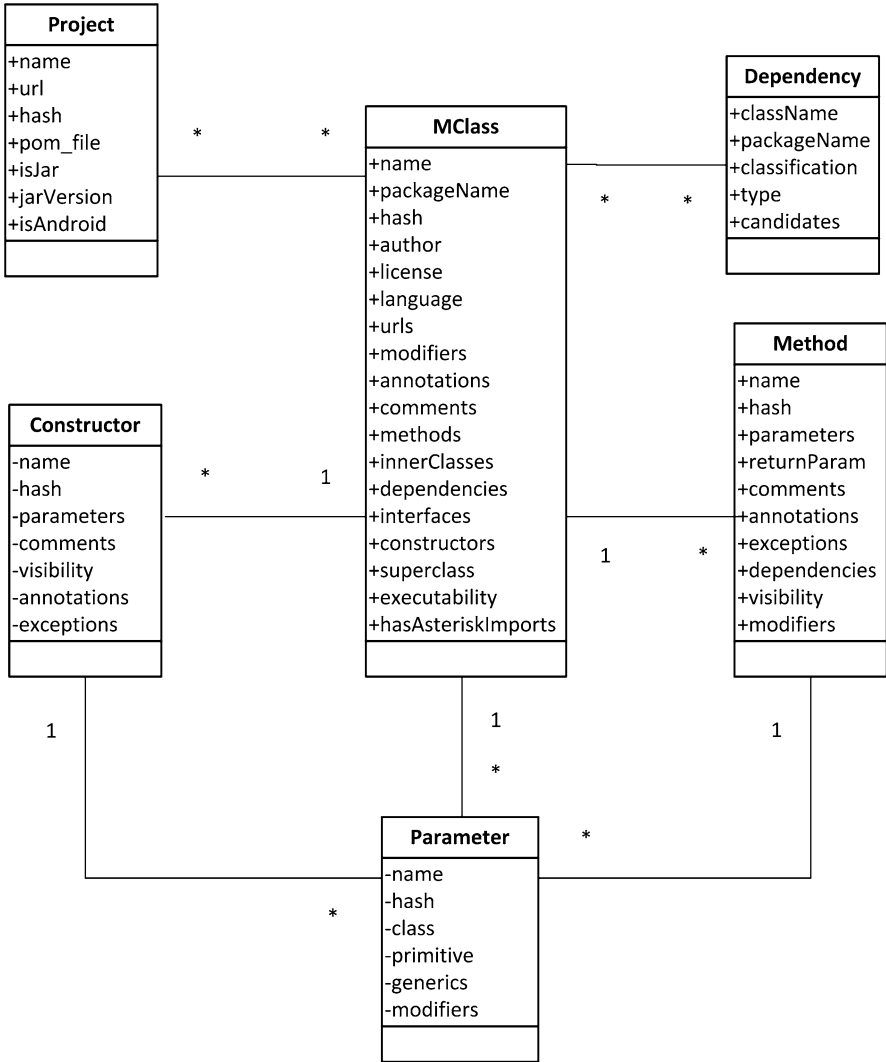 Project
+name
+url
+hash
+pom_file
+isJar
+jarVersion
+isAndroid
*
*
MClass
+name
+packageName
+hash
+author
+license
+language
+urls
+modifiers
+annotations
+comments
+methods
+innerClasses
+dependencies
+interfaces
+constructors
+superclass
+executability
+hasAsteriskImports
Dependency
+className
+packageName
+classification
+type
+candidates
*
*
Method
+name
+hash
+parameters
+returnParam
+comments
+annotations
+exceptions
+dependencies
+visibility
+modifiers
1
*
Constructor
-name
-hash
-parameters
-comments
-visibility
-annotations
-exceptions
*
1
1
*
1
*
1
*
Parameter
-name
-hash
-class
-primitive
-generics
-modifiers